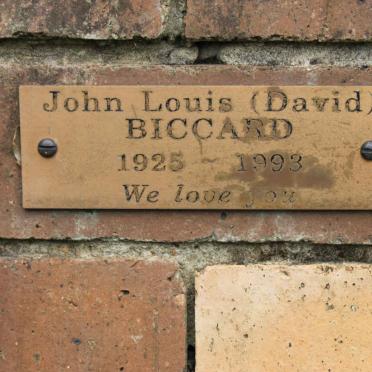 John Louis (David)
BICCARD
1925 1993
We love you